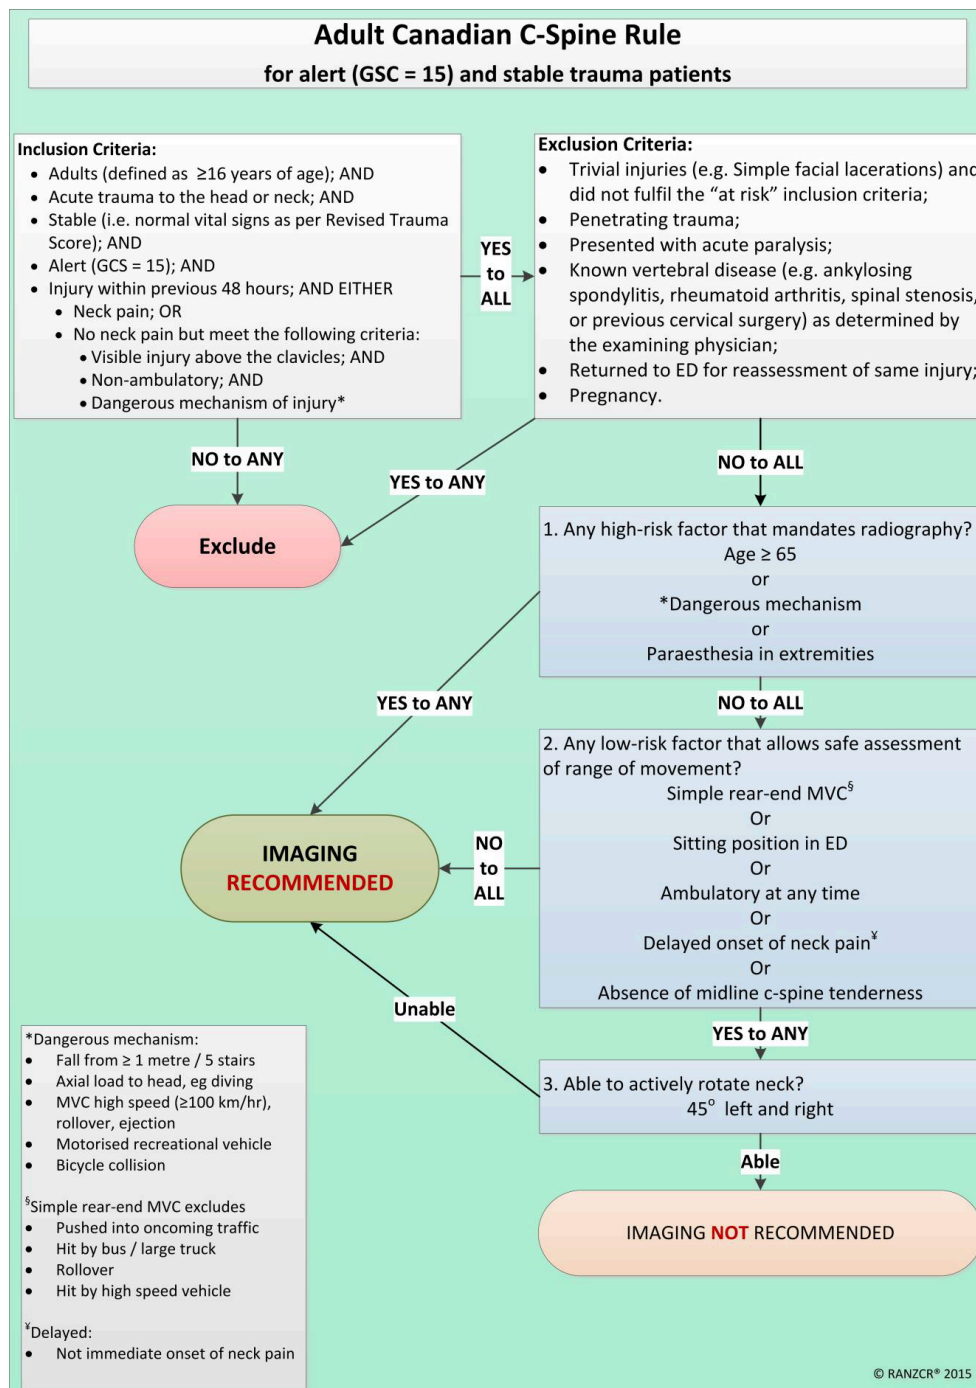 Adult Canadian C-Spine Rule
for alert (GSC = 15) and stable trauma patients
Inclusion Criteria:
• Adults (defined as ≥16 years of age); AND
• Acute trauma to the head or neck; AND
• Stable (i.e. normal vital signs as per Revised Trauma
Score); AND
• Alert (GCS = 15); AND
• Injury within previous 48 hours; AND EITHER
• Neck pain; OR
• No neck pain but meet the following criteria:
• Visible injury above the clavicles; AND
• Non-ambulatory; AND
• Dangerous mechanism of injury*
YES
to
ALL
Exclusion Criteria:
• Trivial injuries (e.g. Simple facial lacerations) and
did not fulfil the “at risk” inclusion criteria;
• Penetrating trauma;
• Presented with acute paralysis;
• Known vertebral disease (e.g. ankylosing
spondylitis, rheumatoid arthritis, spinal stenosis,
or previous cervical surgery) as determined by
the examining physician;
• Returned to ED for reassessment of same injury;
• Pregnancy.
NO to ANY
YES to ANY
NO to ALL
Exclude
1. Any high-risk factor that mandates radiography?
Age ≥ 65
or
*Dangerous mechanism
or
Paraesthesia in extremities
YES to ANY
NO to ALL
2. Any low-risk factor that allows safe assessment
of range of movement?
Simple rear-end MVC§
Or
Sitting position in ED
Or
Ambulatory at any time
Or
Delayed onset of neck pain¥
Or
Absence of midline c-spine tenderness
NO
to
ALL
IMAGING
RECOMMENDED
Unable
YES to ANY
3. Able to actively rotate neck?
45° left and right
Able
IMAGING NOT RECOMMENDED
*Dangerous mechanism:
• Fall from ≥ 1 metre / 5 stairs
• Axial load to head, eg diving
• MVC high speed (≥100 km/hr),
rollover, ejection
• Motorised recreational vehicle
• Bicycle collision
§Simple rear-end MVC excludes
• Pushed into oncoming traffic
• Hit by bus / large truck
• Rollover
• Hit by high speed vehicle
¥Delayed:
• Not immediate onset of neck pain
© RANZCR® 2015